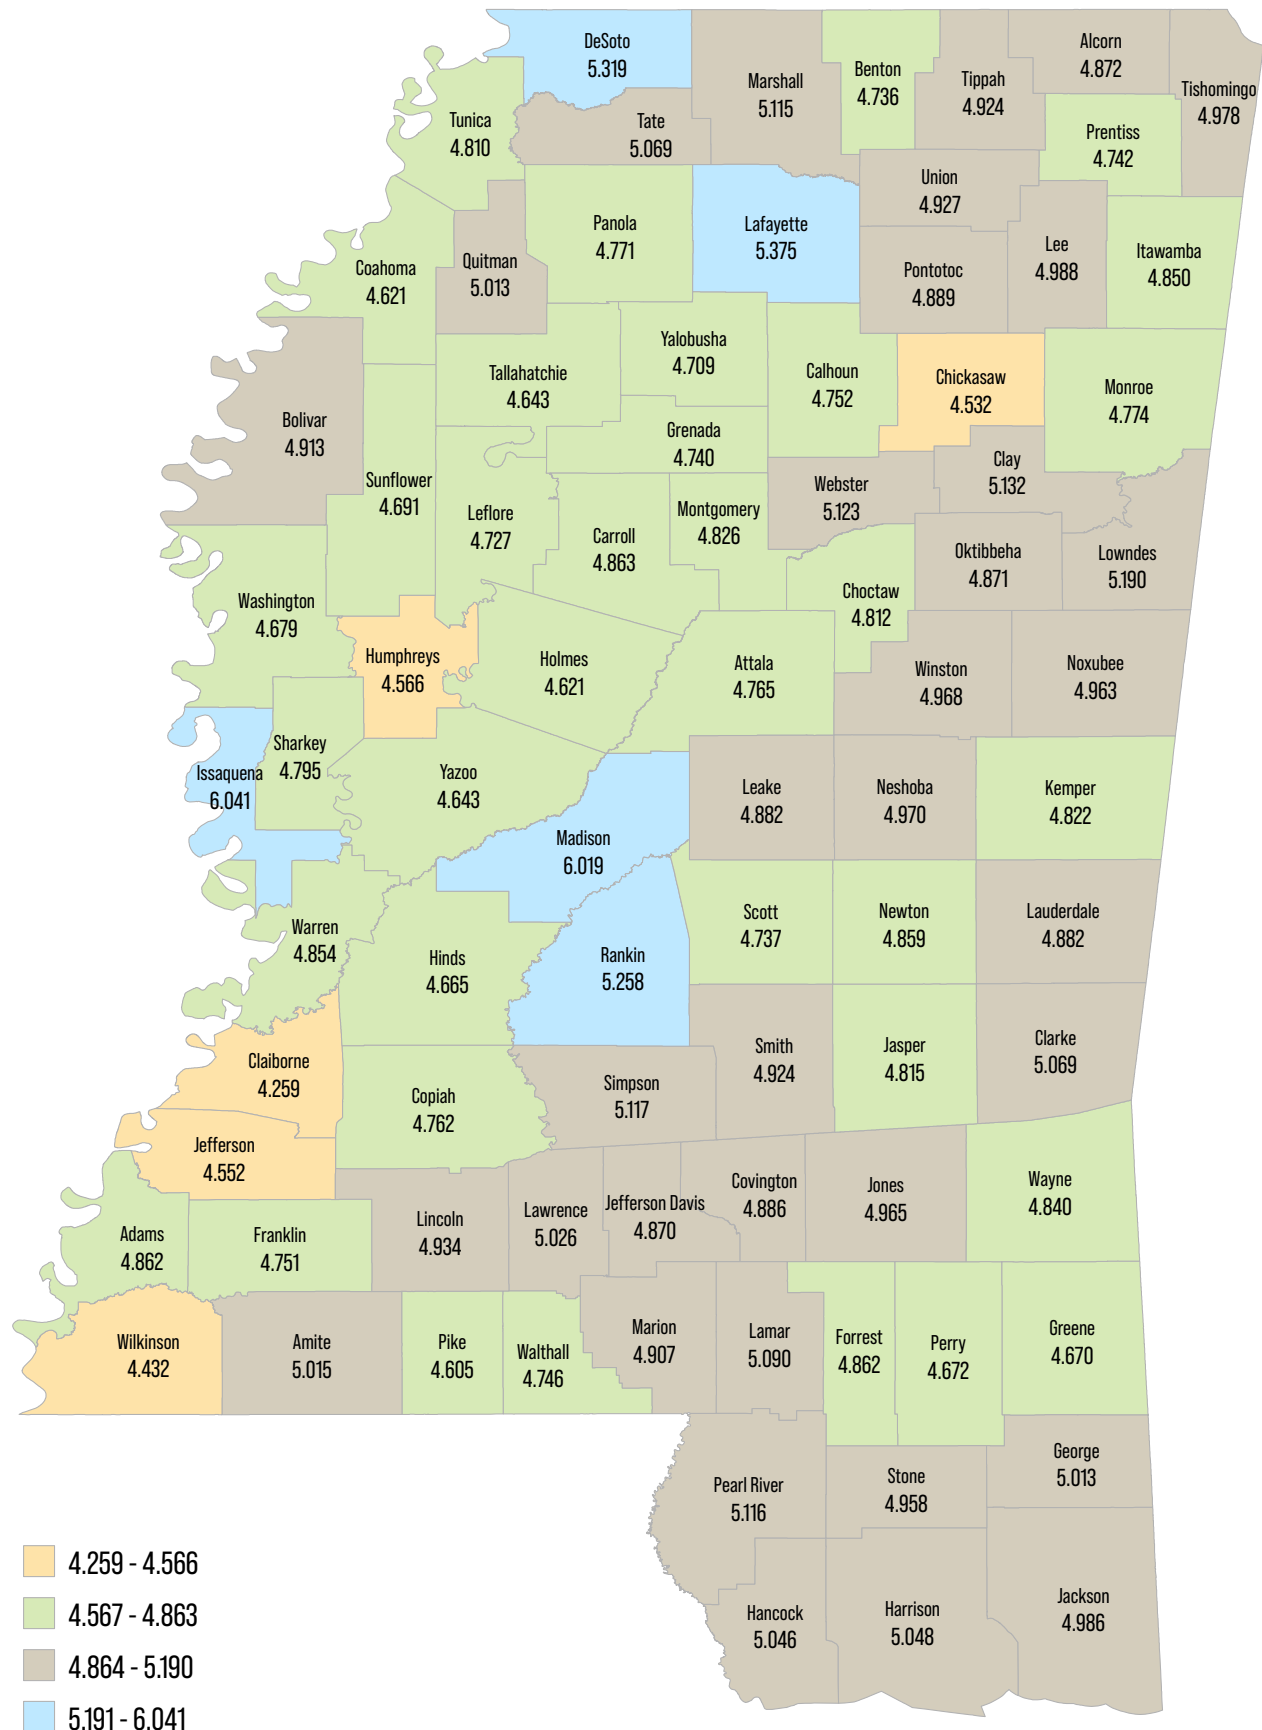 DeSoto
5.319
Marshall
5.115
Benton
4.736
Tippah
4.924
Alcorn
4.872
Tishomingo
4.978
Tunica
4.810
Tate
5.069
Prentiss
4.742
Union
4.927
Panola
4.771
Lafayette
5.375
Quitman
5.013
Coahoma
4.621
Pontotoc
4.889
Lee
4.988
Itawamba
4.850
Tallahatchie
4.643
Yalobusha
4.709
Calhoun
4.752
Chickasaw
4.532
Monroe
4.774
Bolivar
4.913
Grenada
4.740
Sunflower
4.691
Leflore
4.727
Carroll
4.863
Montgomery
4.826
Webster
5.123
Clay
5.132
Oktibbeha
4.871
Lowndes
5.190
Washington
4.679
Choctaw
4.812
Humphreys
4.566
Holmes
4.621
Attala
4.765
Winston
4.968
Noxubee
4.963
Issaquena
6.041
Sharkey
4.795
Yazoo
4.643
Madison
6.019
Leake
4.882
Neshoba
4.970
Kemper
4.822
Warren
4.854
Hinds
4.665
Rankin
5.258
Scott
4.737
Newton
4.859
Lauderdale
4.882
Claiborne
4.259
Copiah
4.762
Simpson
5.117
Smith
4.924
Jasper
4.815
Clarke
5.069
Jefferson
4.552
Adams
4.862
Franklin
4.751
Lincoln
4.934
Lawrence
5.026
Jefferson Davis
4.870
Covington
4.886
Jones
4.965
Wayne
4.840
Wilkinson
4.432
Amite
5.015
Pike
4.605
Walthall
4.746
Marion
4.907
Lamar
5.090
Forrest
4.862
Perry
4.672
Greene
4.670
Pearl River
5.116
Stone
4.958
George
5.013
Hancock
5.046
Harrison
5.048
Jackson
4.986
4.259 - 4.566
4.567 - 4.863
4.864 - 5.190
5.191 - 6.041